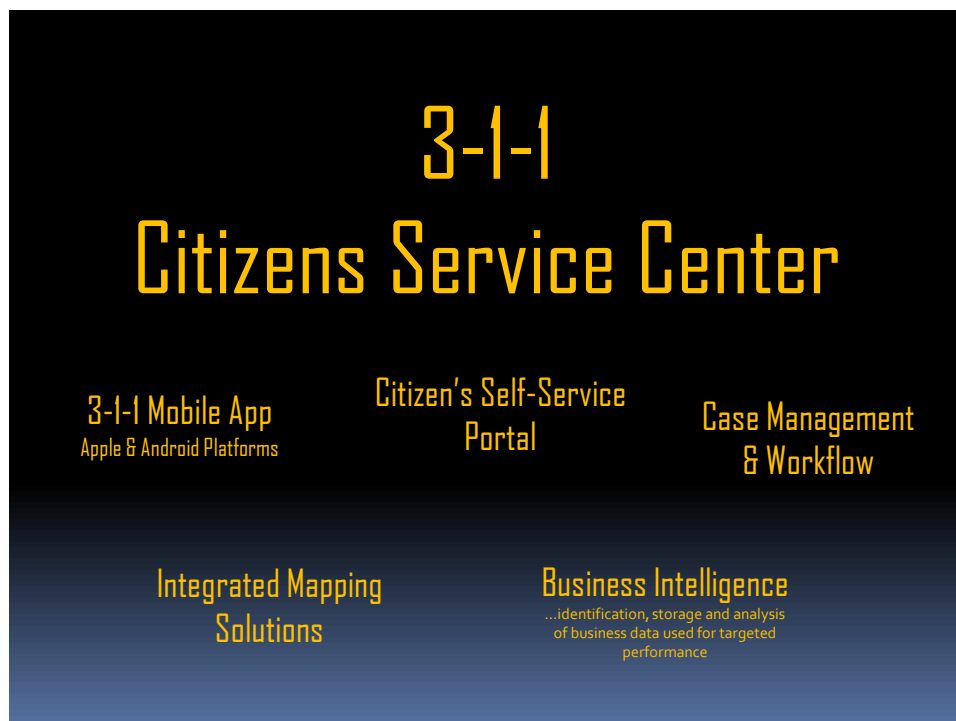 3-1-1
Citizens Service Center
3-1-1 Mobile App
Apple & Android Platforms
Citizen's Self-Service
Portal
Case Management
& Workflow
Integrated Mapping
Solutions
Business Intelligence
...identification, storage and analysis
of business data used for targeted
performance